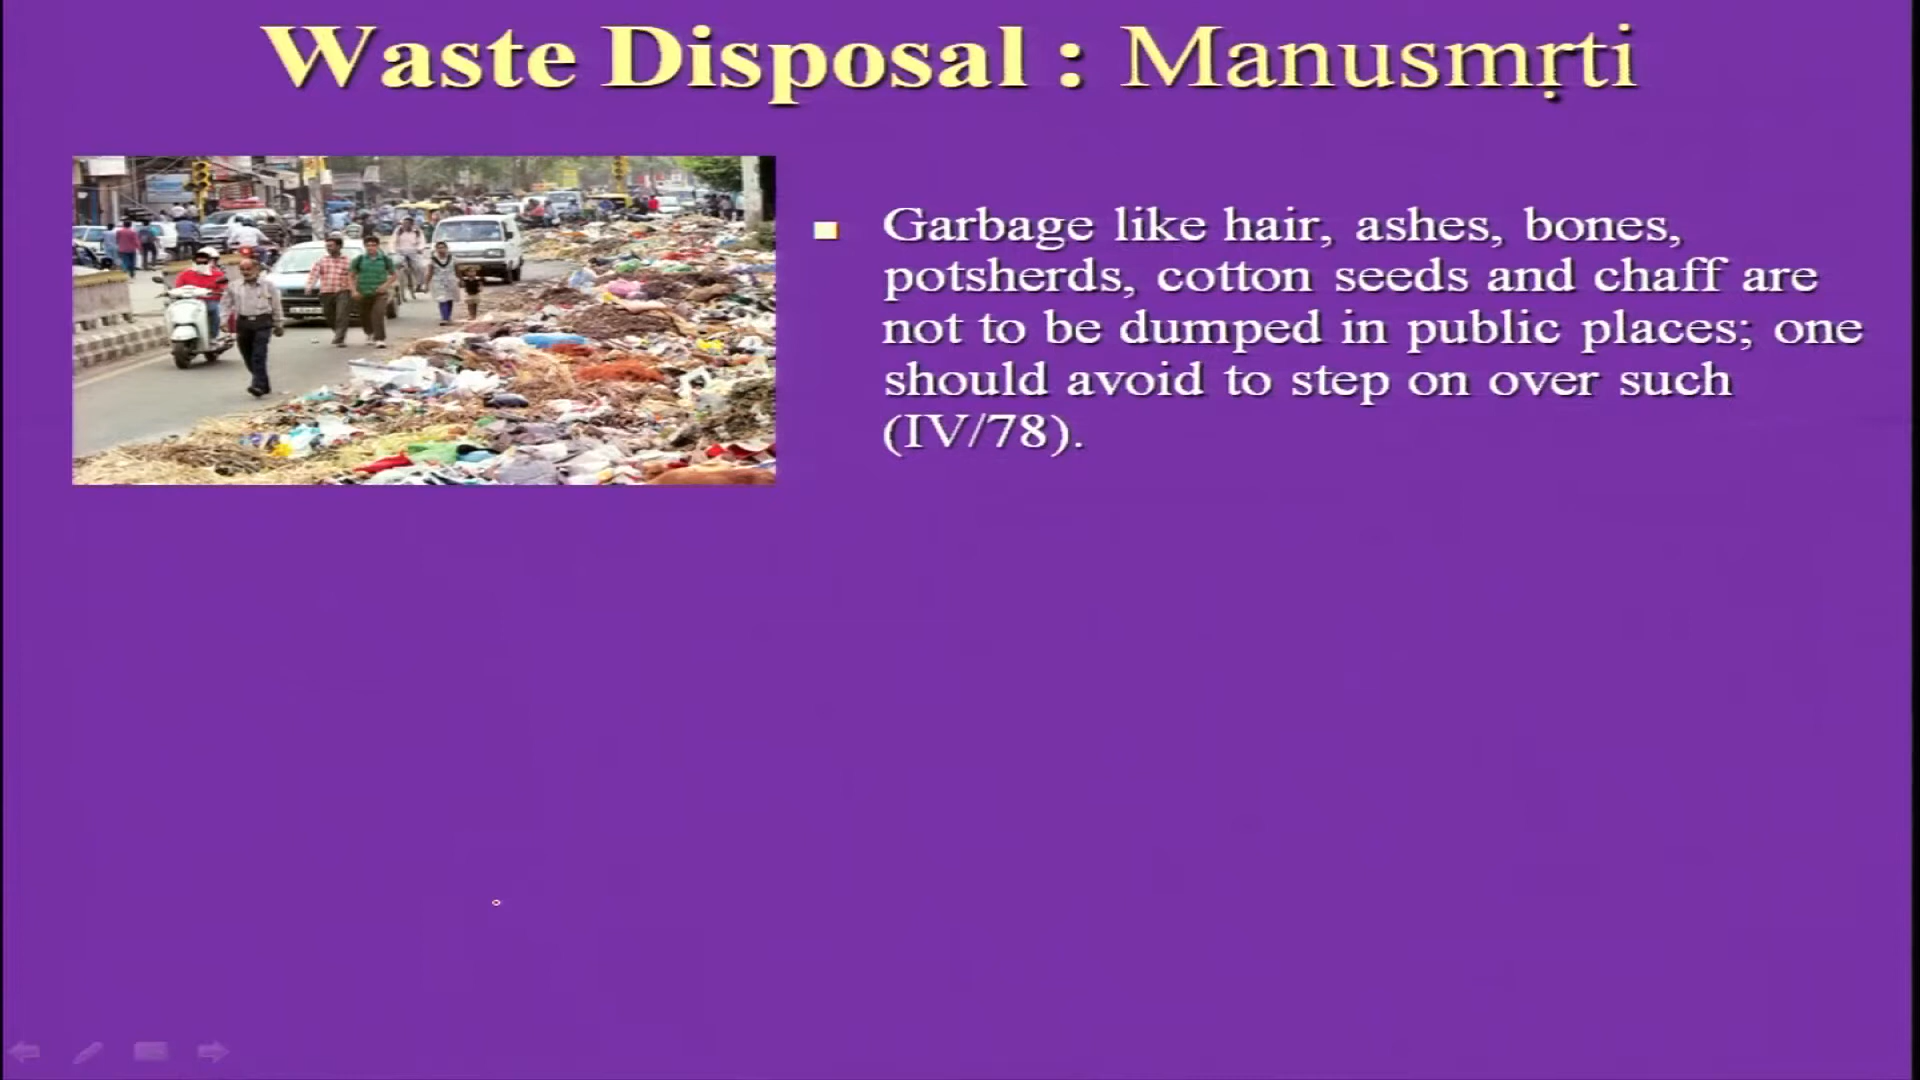 Waste Disposal : Manusmṛti
Garbage like hair, ashes, bones,
potsherds, cotton seeds and chaff are
not to be dumped in public places; one
should avoid to step on over such
(IV/78).